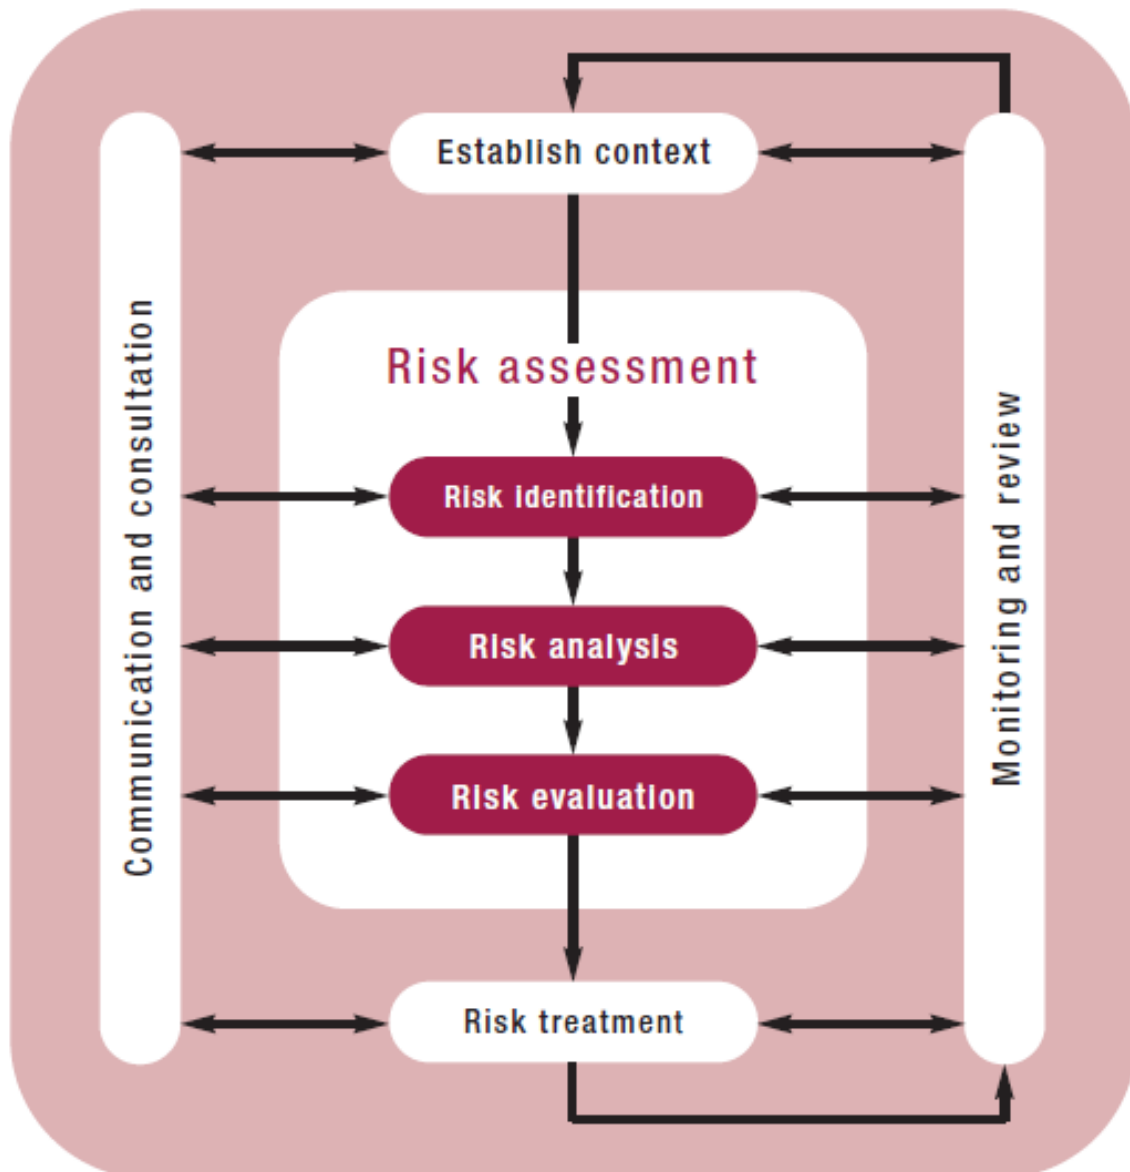 Establish context
Communication and consultation
Monitoring and review
Risk assessment
Risk identification
Risk analysis
Risk evaluation
Risk treatment